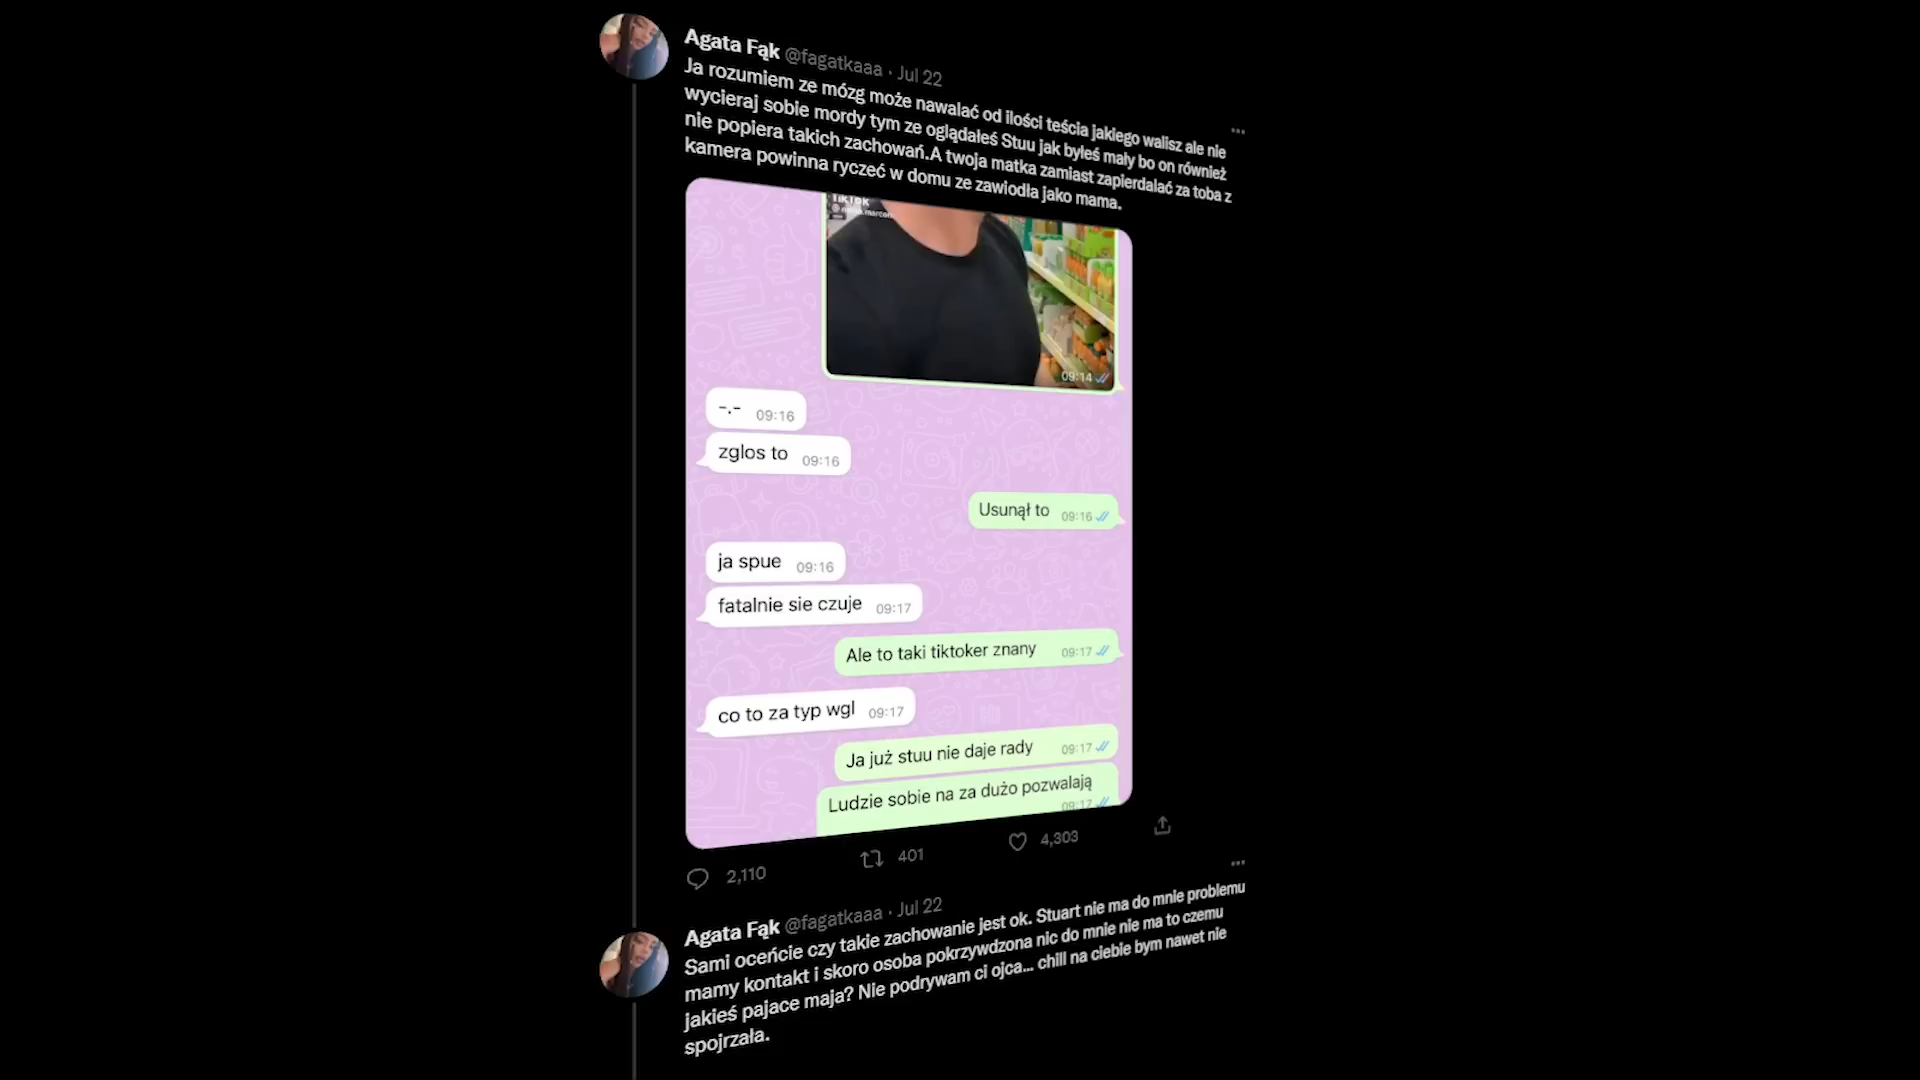 Agata Fąk @fagatkaaa · Jul 22
Ja rozumiem ze mózg może nawalać od ilości teścia jakiego walisz ale nie
wycieraj sobie mordy tym ze oglądałeś Stuu jak byłeś mały bo on również
nie popiera takich zachowań.A twoja matka zamiast zapierdalać za toba z
kamera powinna ryczeć w domu ze zawiodla jako mama.
TikTok
09:14
-.- 09:16
zglos to 09:16
Usunął to 09:16
ja spue 09:16
fatalnie sie czuje 09:17
Ale to taki tiktoker znany 09:17
co to za typ wgl 09:17
Ja już stuu nie daje rady 09:17
Ludzie sobie na za dużo pozwalają
09:17
2,110 401 4,303
Agata Fąk @fagatkaaa · Jul 22
Sami oceńcie czy takie zachowanie jest ok. Stuart nie ma do mnie problemu
mamy kontakt i skoro osoba pokrzywdzona nic do mnie nie ma to czemu
jakieś pajace maja? Nie podrywam ci ojca... chill na ciebie bym nawet nie
spojrzała.